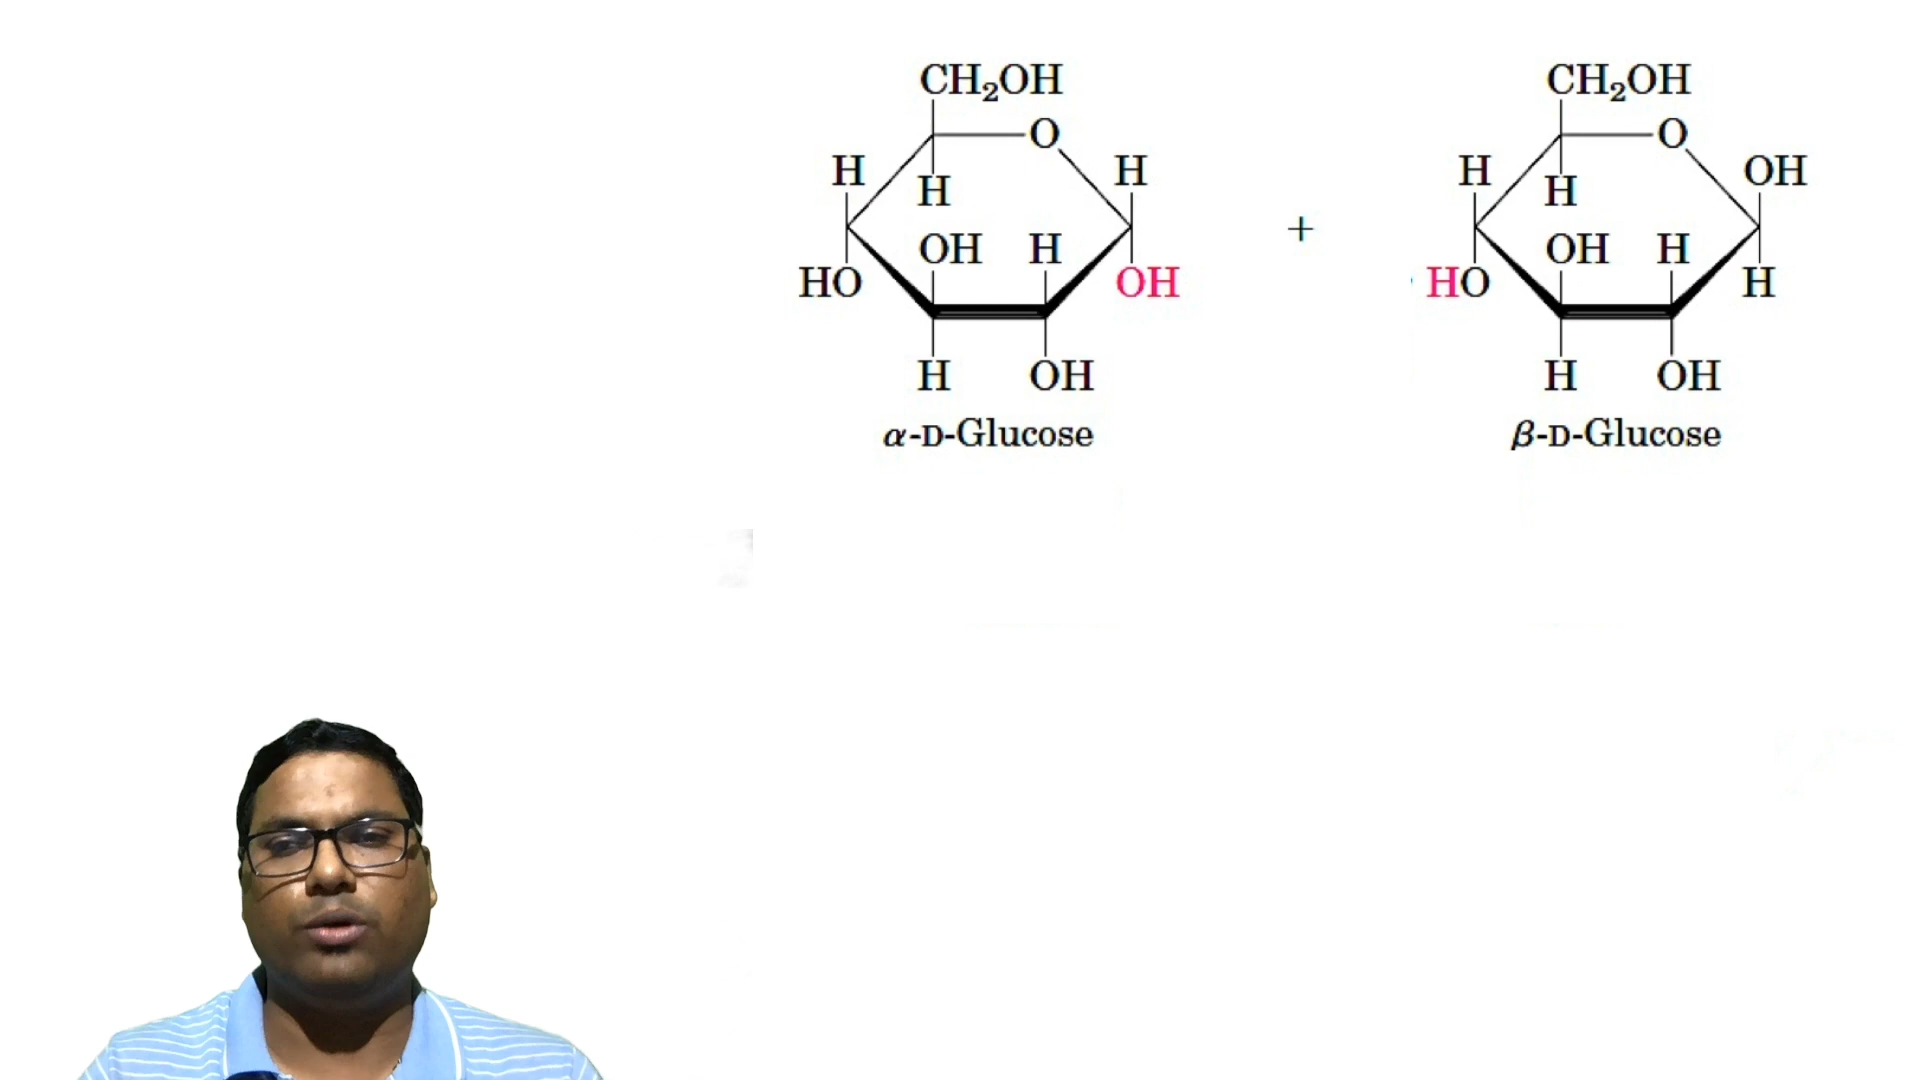 CH₂OH CH₂OH
O O
H H H H OH
OH H + OH H
HO OH HO H
H OH H OH
α-D-Glucose β-D-Glucose